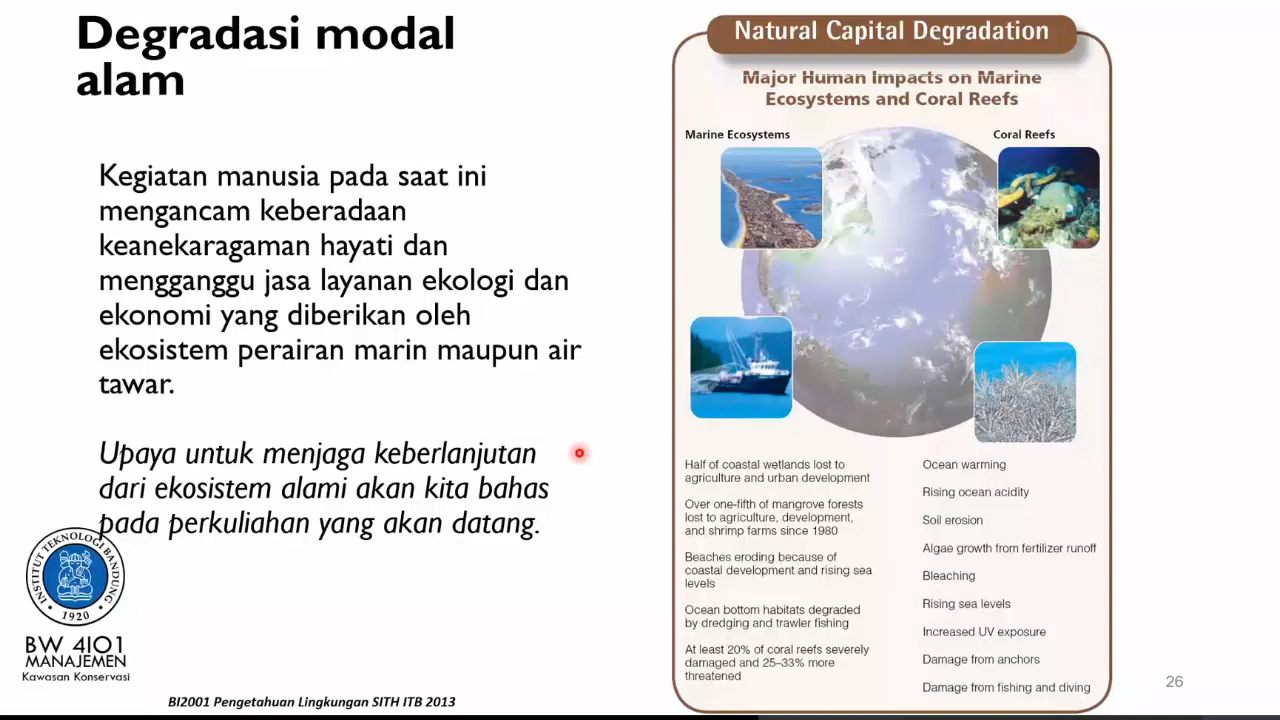 Degradasi modal
alam
Kegiatan manusia pada saat ini
mengancam keberadaan
keanekaragaman hayati dan
mengganggu jasa layanan ekologi dan
ekonomi yang diberikan oleh
ekosistem perairan marin maupun air
tawar.
Upaya untuk menjaga keberlanjutan
dari ekosistem alami akan kita bahas
pada perkuliahan yang akan datang.
INSTITUT TEKNOLOGI BANDUNG
1920
BW 4101
MANAJEMEN
Kawasan Konservasi
BI2001 Pengetahuan Lingkungan SITH ITB 2013
Natural Capital Degradation
Major Human Impacts on Marine
Ecosystems and Coral Reefs
Marine Ecosystems
Coral Reefs
Half of coastal wetlands lost to
agriculture and urban development
Over one-fifth of mangrove forests
lost to agriculture, development,
and shrimp farms since 1980
Beaches eroding because of
coastal development and rising sea
levels
Ocean bottom habitats degraded
by dredging and trawler fishing
At least 20% of coral reefs severely
damaged and 25–33% more
threatened
Ocean warming
Rising ocean acidity
Soil erosion
Algae growth from fertilizer runoff
Bleaching
Rising sea levels
Increased UV exposure
Damage from anchors
Damage from fishing and diving
26